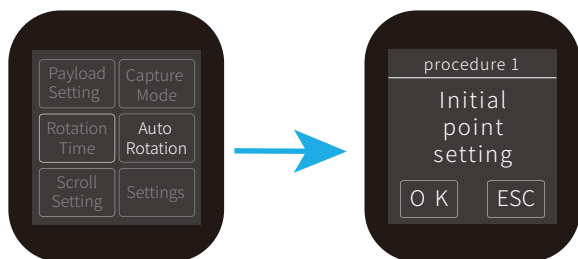 Payload
Setting
Capture
Mode
Rotation
Time
Auto
Rotation
Scroll
Setting
Settings
procedure 1
Initial
point
setting
O K
ESC